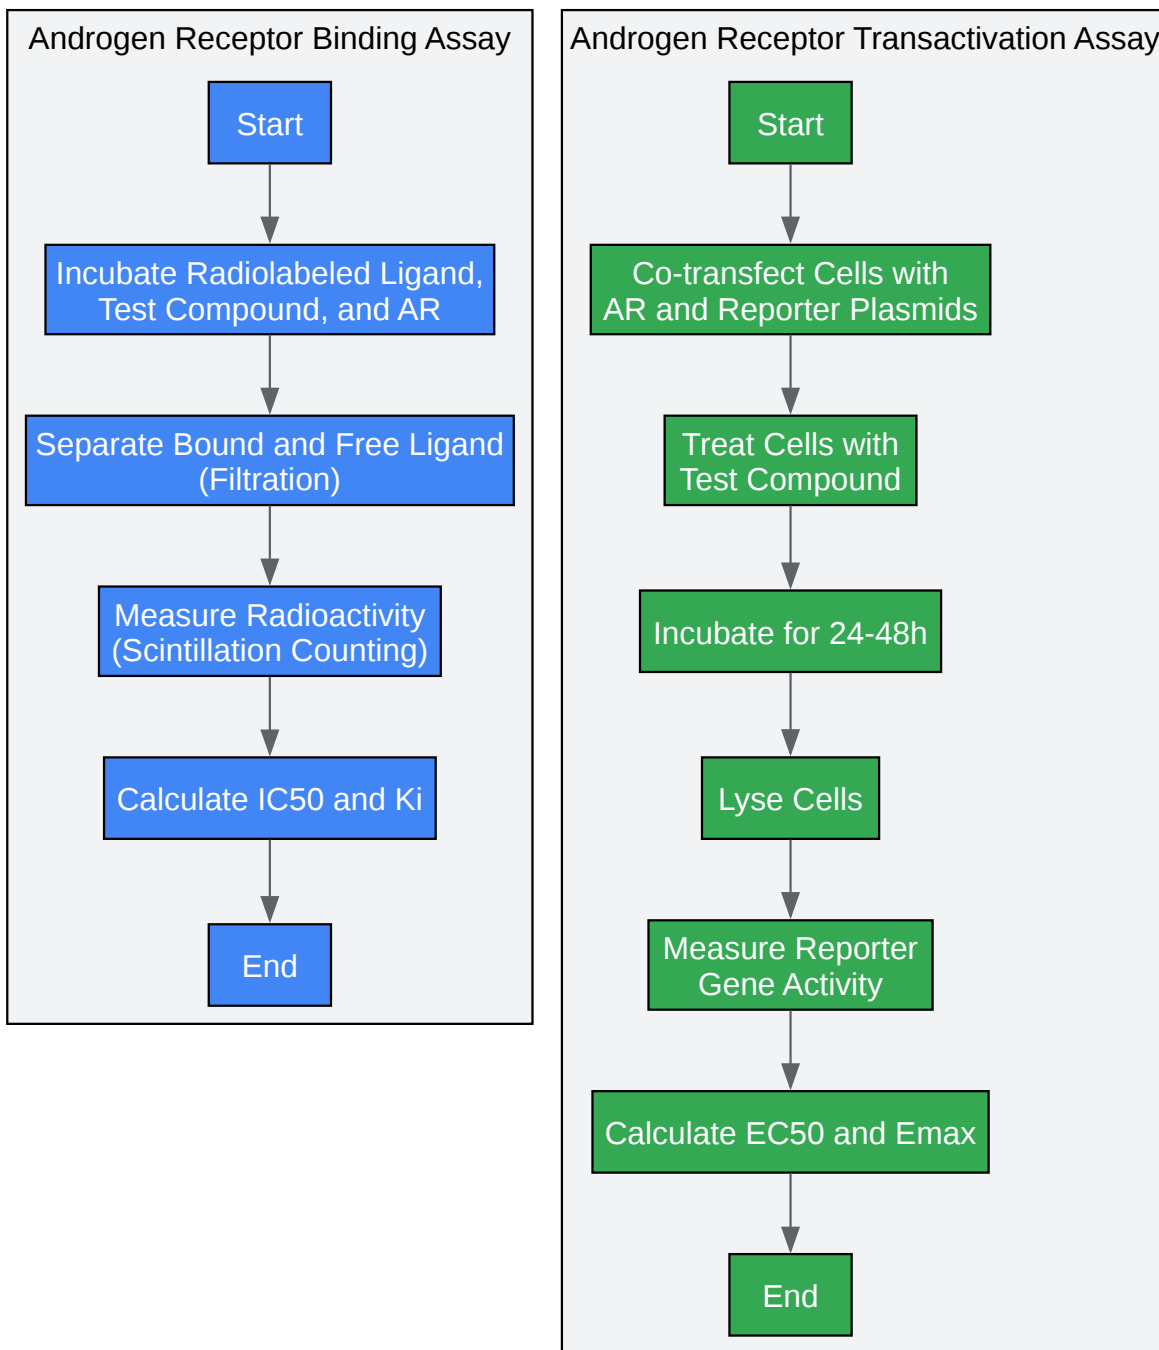 Androgen Receptor Binding Assay
Start
Incubate Radiolabeled Ligand,
Test Compound, and AR
Separate Bound and Free Ligand
(Filtration)
Measure Radioactivity
(Scintillation Counting)
Calculate IC50 and Ki
End
Androgen Receptor Transactivation Assay
Start
Co-transfect Cells with
AR and Reporter Plasmids
Treat Cells with
Test Compound
Incubate for 24-48h
Lyse Cells
Measure Reporter
Gene Activity
Calculate EC50 and Emax
End